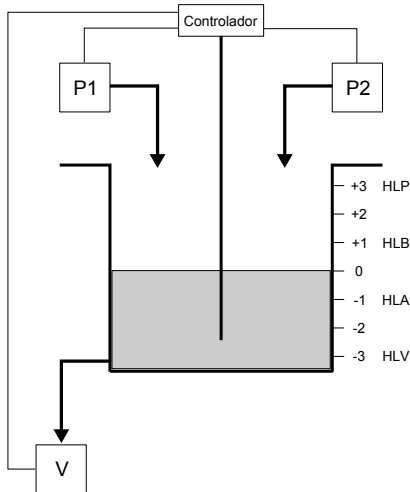 Controlador
P1
P2
+3 HLP
+2
+1 HLB
0
-1 HLA
-2
-3 HLV
V